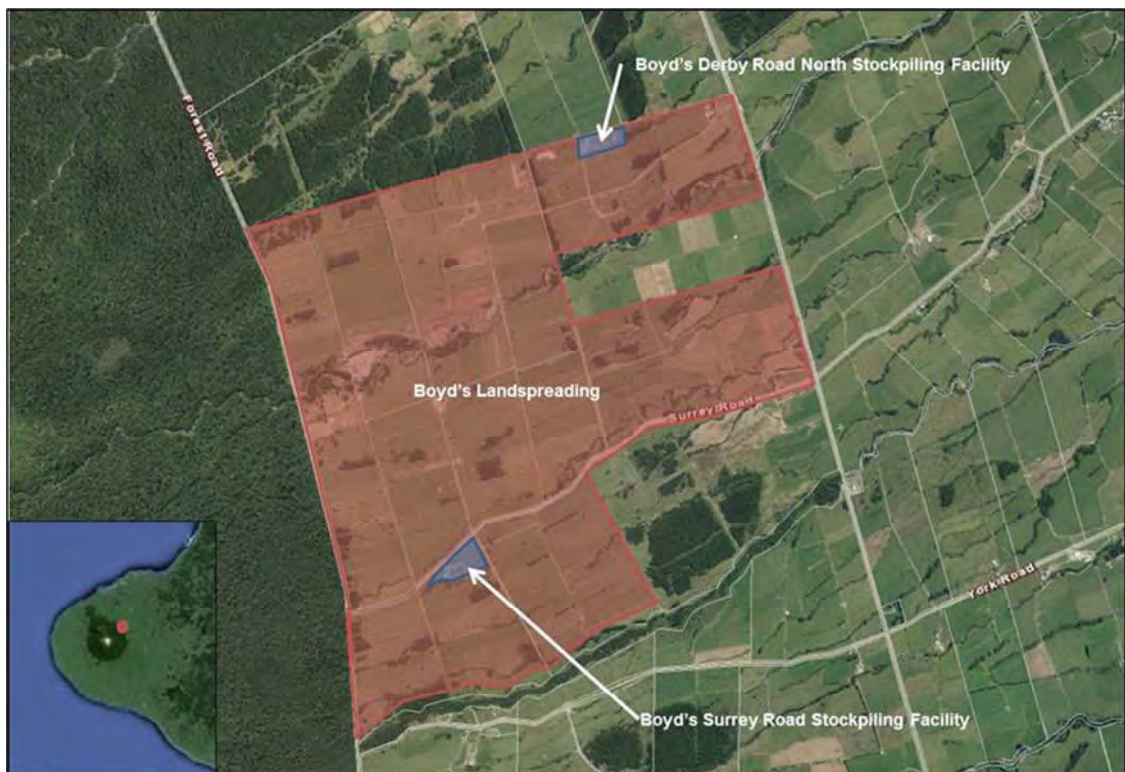 Boyd's Derby Road North Stockpiling Facility
Forest Road
Boyd's Landspreading
Surrey Road
York Road
Boyd's Surrey Road Stockpiling Facility